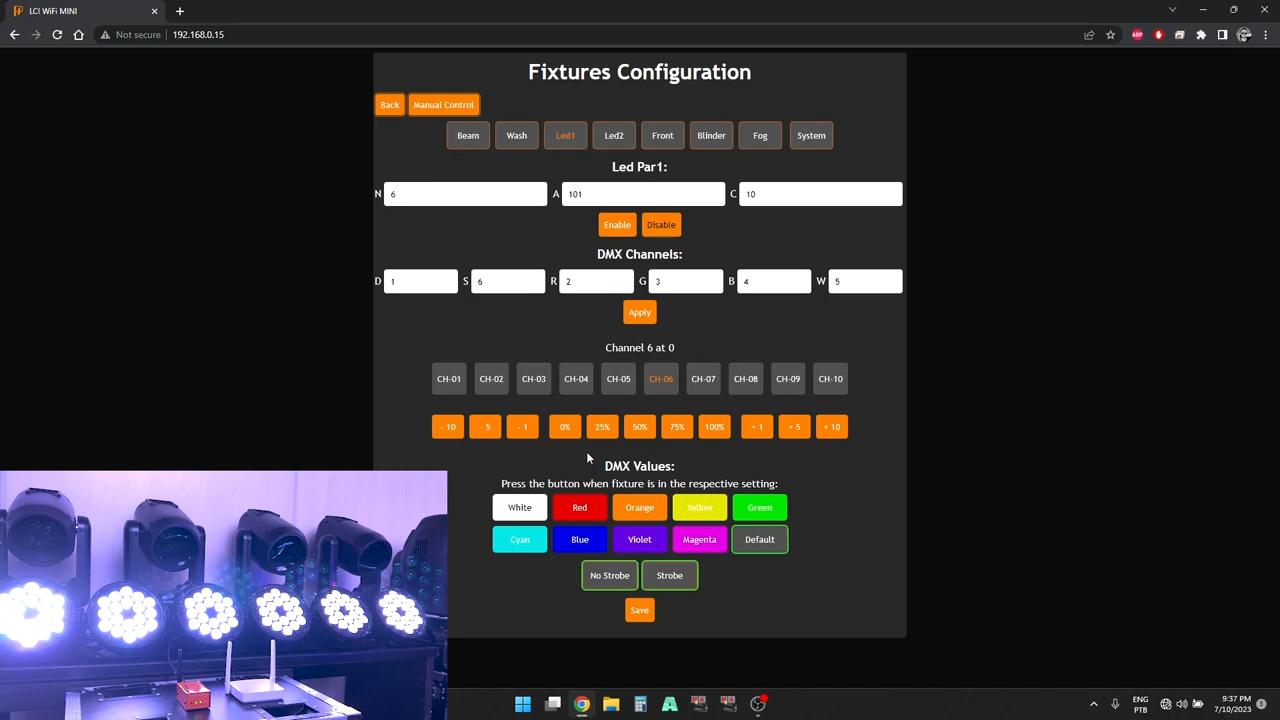 LCI WiFi MINI
Not secure 192.168.0.15
ABP
Fixtures Configuration
Back Manual Control
Beam Wash Led1 Led2 Front Blinder Fog System
Led Par1:
N 6 A 101 C 10
Enable Disable
DMX Channels:
D 1 S 6 R 2 G 3 B 4 W 5
Apply
Channel 6 at 0
CH-01 CH-02 CH-03 CH-04 CH-05 CH-06 CH-07 CH-08 CH-09 CH-10
- 10 - 5 - 1 0% 25% 50% 75% 100% + 1 + 5 + 10
DMX Values:
Press the button when fixture is in the respective setting:
White Red Orange Yellow Green
Cyan Blue Violet Magenta Default
No Strobe Strobe
Save
ENG 9:37 PM
PTB 7/10/2023